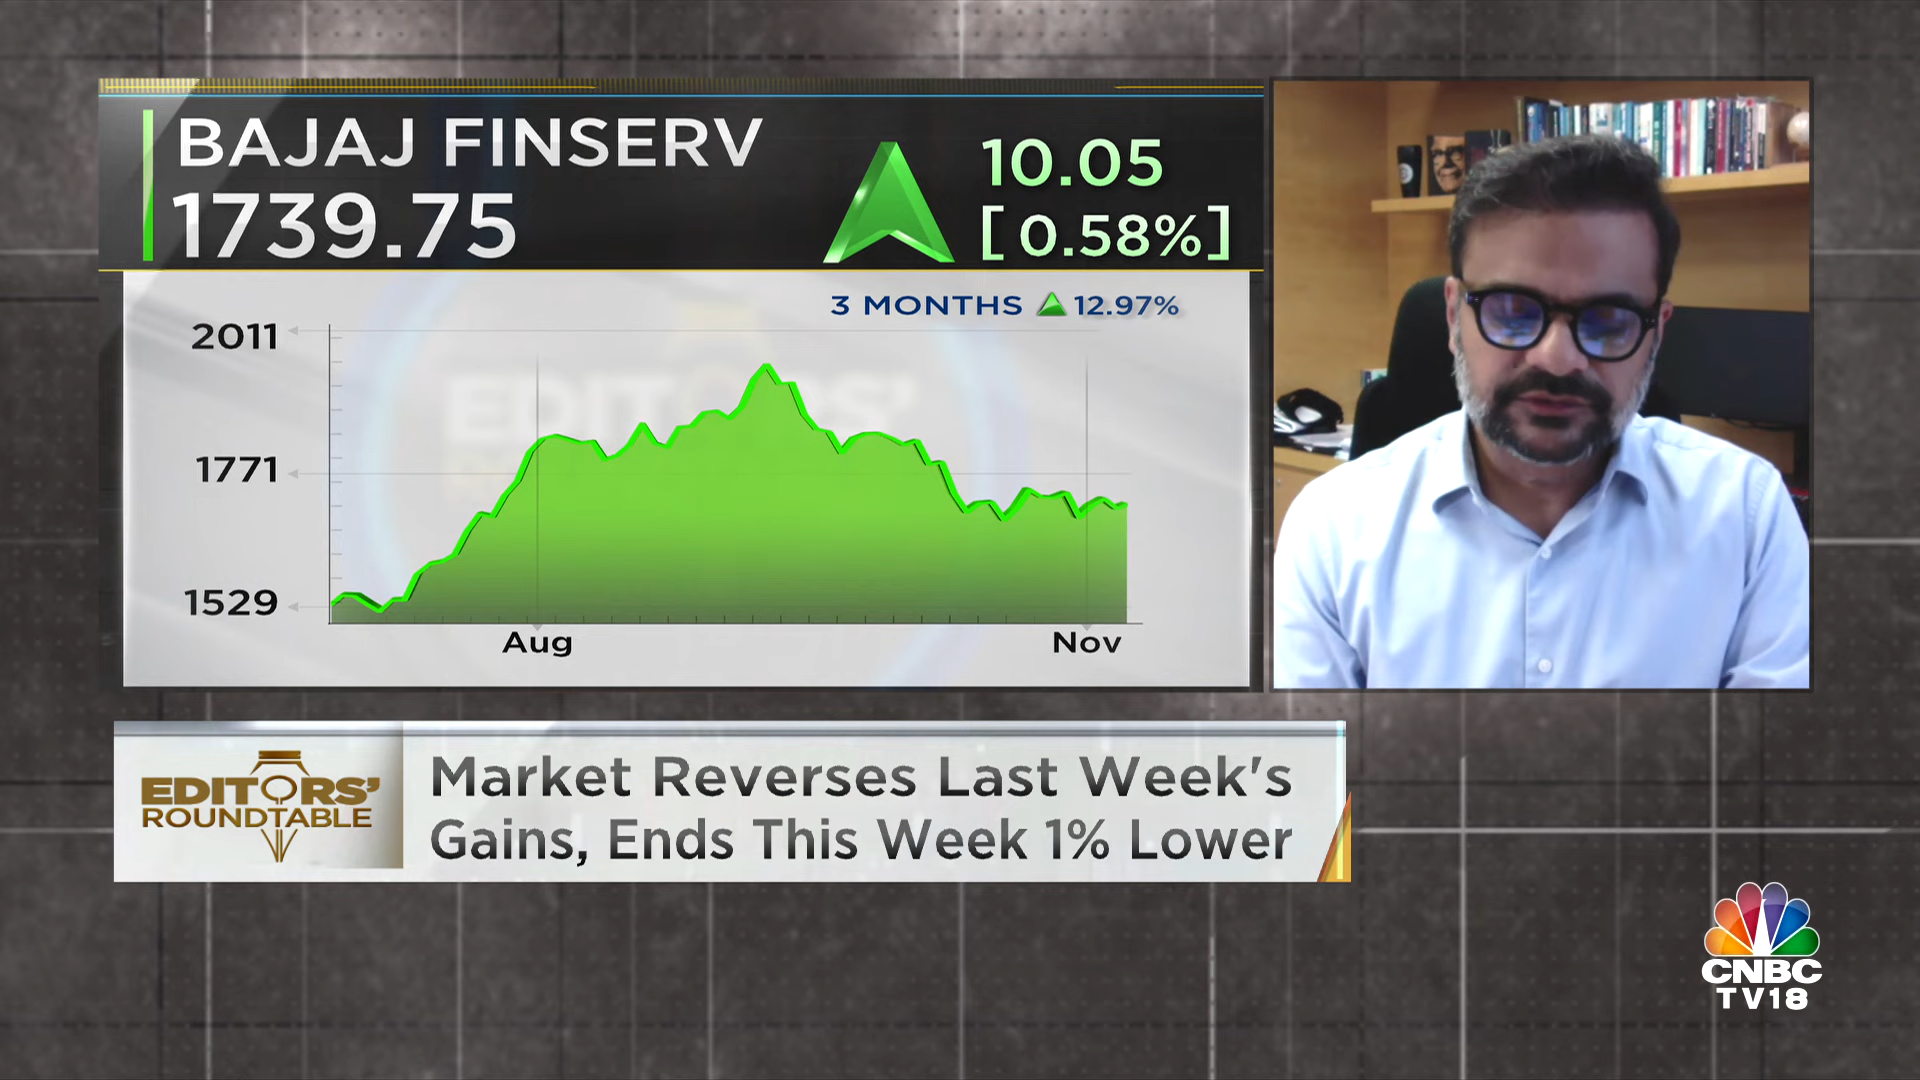 BAJAJ FINSERV
1739.75
10.05
[ 0.58%]
3 MONTHS 12.97%
2011
1771
1529
Aug
Nov
EDITORS'
ROUNDTABLE
Market Reverses Last Week's
Gains, Ends This Week 1% Lower
CNBC
TV18